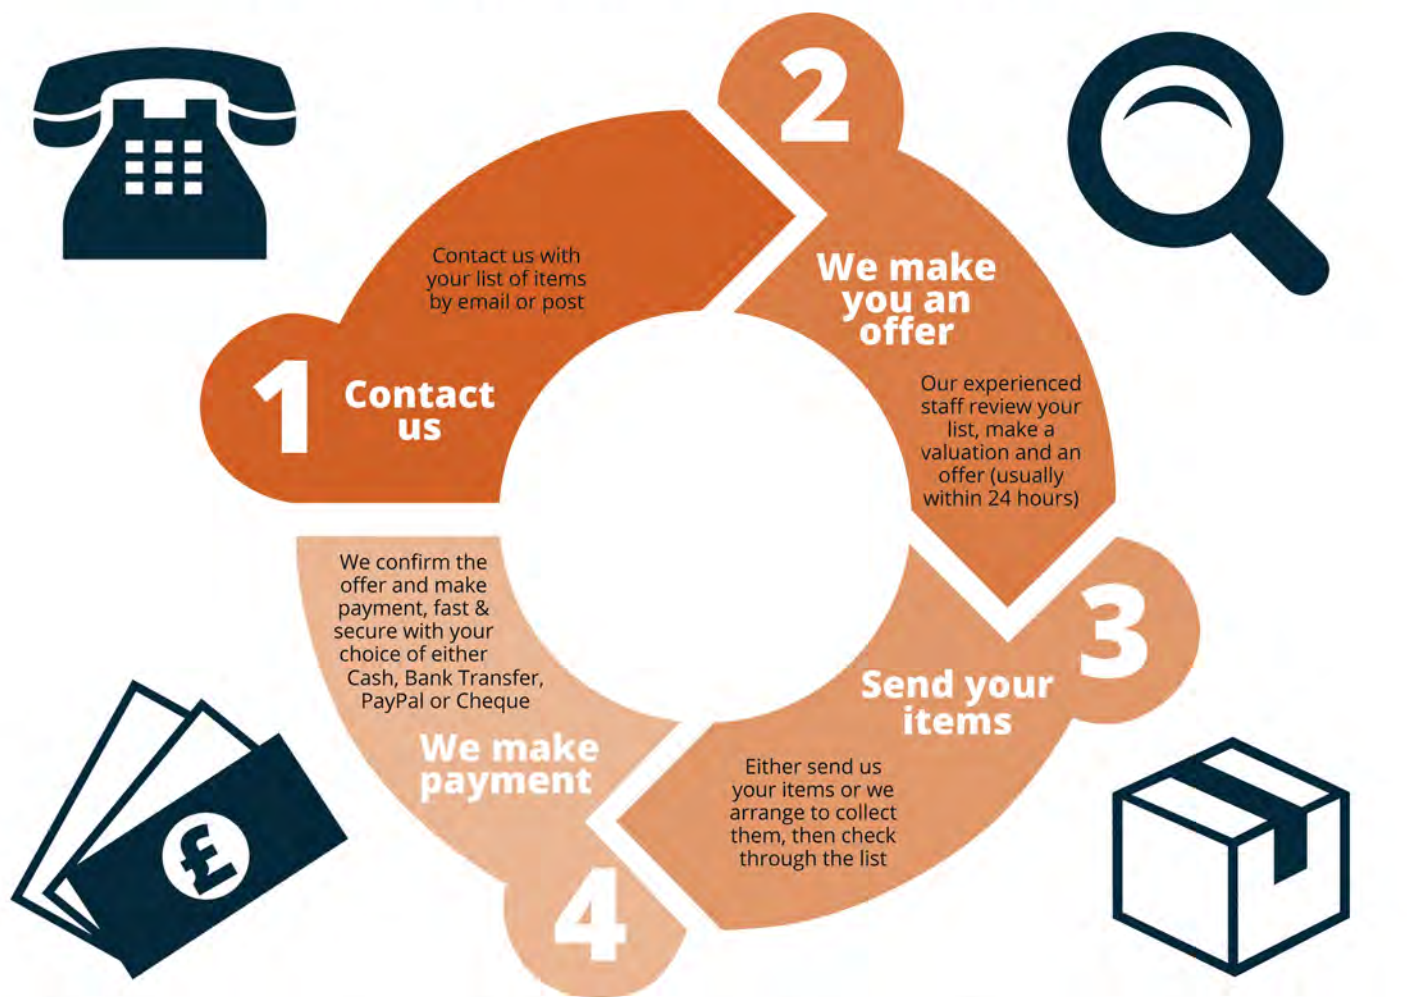 1
Contact
us
Contact us with
your list of items
by email or post
2
We make
you an
offer
Our experienced
staff review your
list, make a
valuation and an
offer (usually
within 24 hours)
3
Send your
items
Either send us
your items or we
arrange to collect
them, then check
through the list
4
We make
payment
We confirm the
offer and make
payment, fast &
secure with your
choice of either
Cash, Bank Transfer,
PayPal or Cheque
£